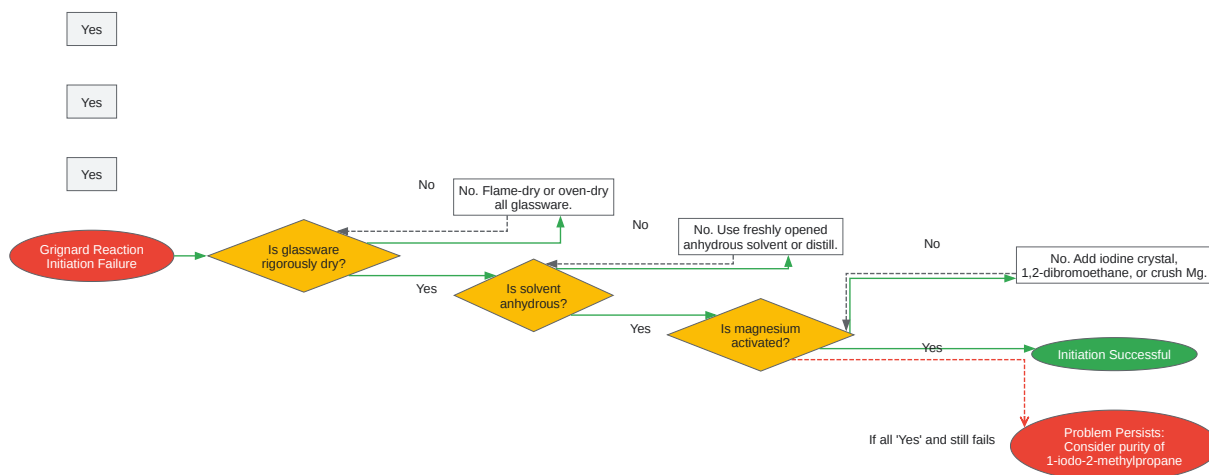 Yes
Yes
Yes
No
No. Flame-dry or oven-dry
all glassware.
No
No. Use freshly opened
anhydrous solvent or distill.
No
No. Add iodine crystal,
1,2-dibromoethane, or crush Mg.
Grignard Reaction
Initiation Failure
Is glassware
rigorously dry?
Yes
Is solvent
anhydrous?
Yes
Is magnesium
activated?
Yes
Initiation Successful
If all 'Yes' and still fails
Problem Persists:
Consider purity of
1-iodo-2-methylpropane